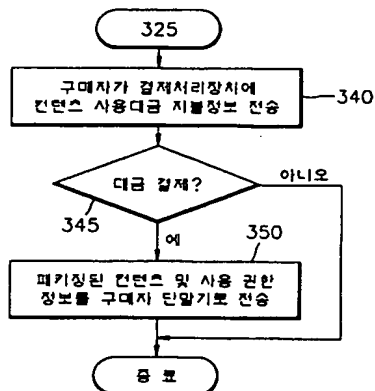 325
구매자가 결제처리장치에
컨텐츠 사용대금 지불정보 전송
340
대금 결제?
아니오
345
예
350
패키징된 컨텐츠 및 사용 권한
정보를 구매자 단말기로 전송
종 료